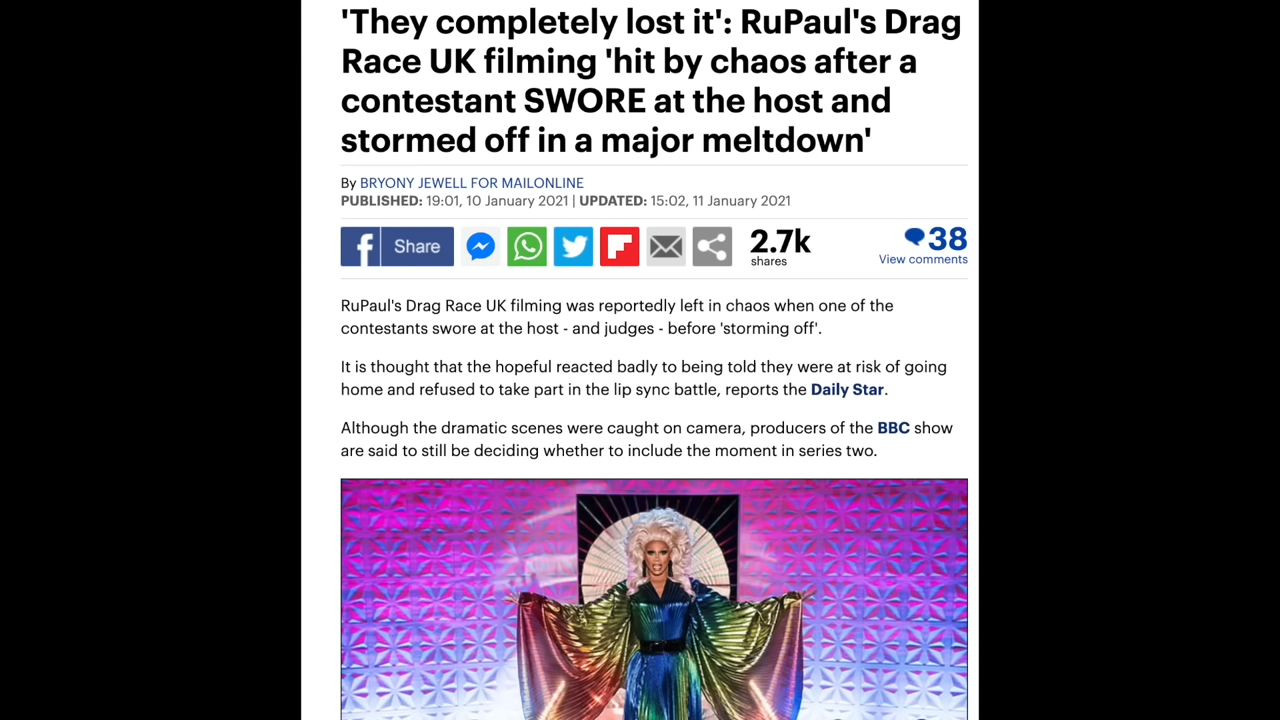 'They completely lost it': RuPaul's Drag
Race UK filming 'hit by chaos after a
contestant SWORE at the host and
stormed off in a major meltdown'
By BRYONY JEWELL FOR MAILONLINE
PUBLISHED: 19:01, 10 January 2021 | UPDATED: 15:02, 11 January 2021
f Share
2.7k
shares
38
View comments
RuPaul's Drag Race UK filming was reportedly left in chaos when one of the
contestants swore at the host - and judges - before 'storming off'.
It is thought that the hopeful reacted badly to being told they were at risk of going
home and refused to take part in the lip sync battle, reports the Daily Star.
Although the dramatic scenes were caught on camera, producers of the BBC show
are said to still be deciding whether to include the moment in series two.